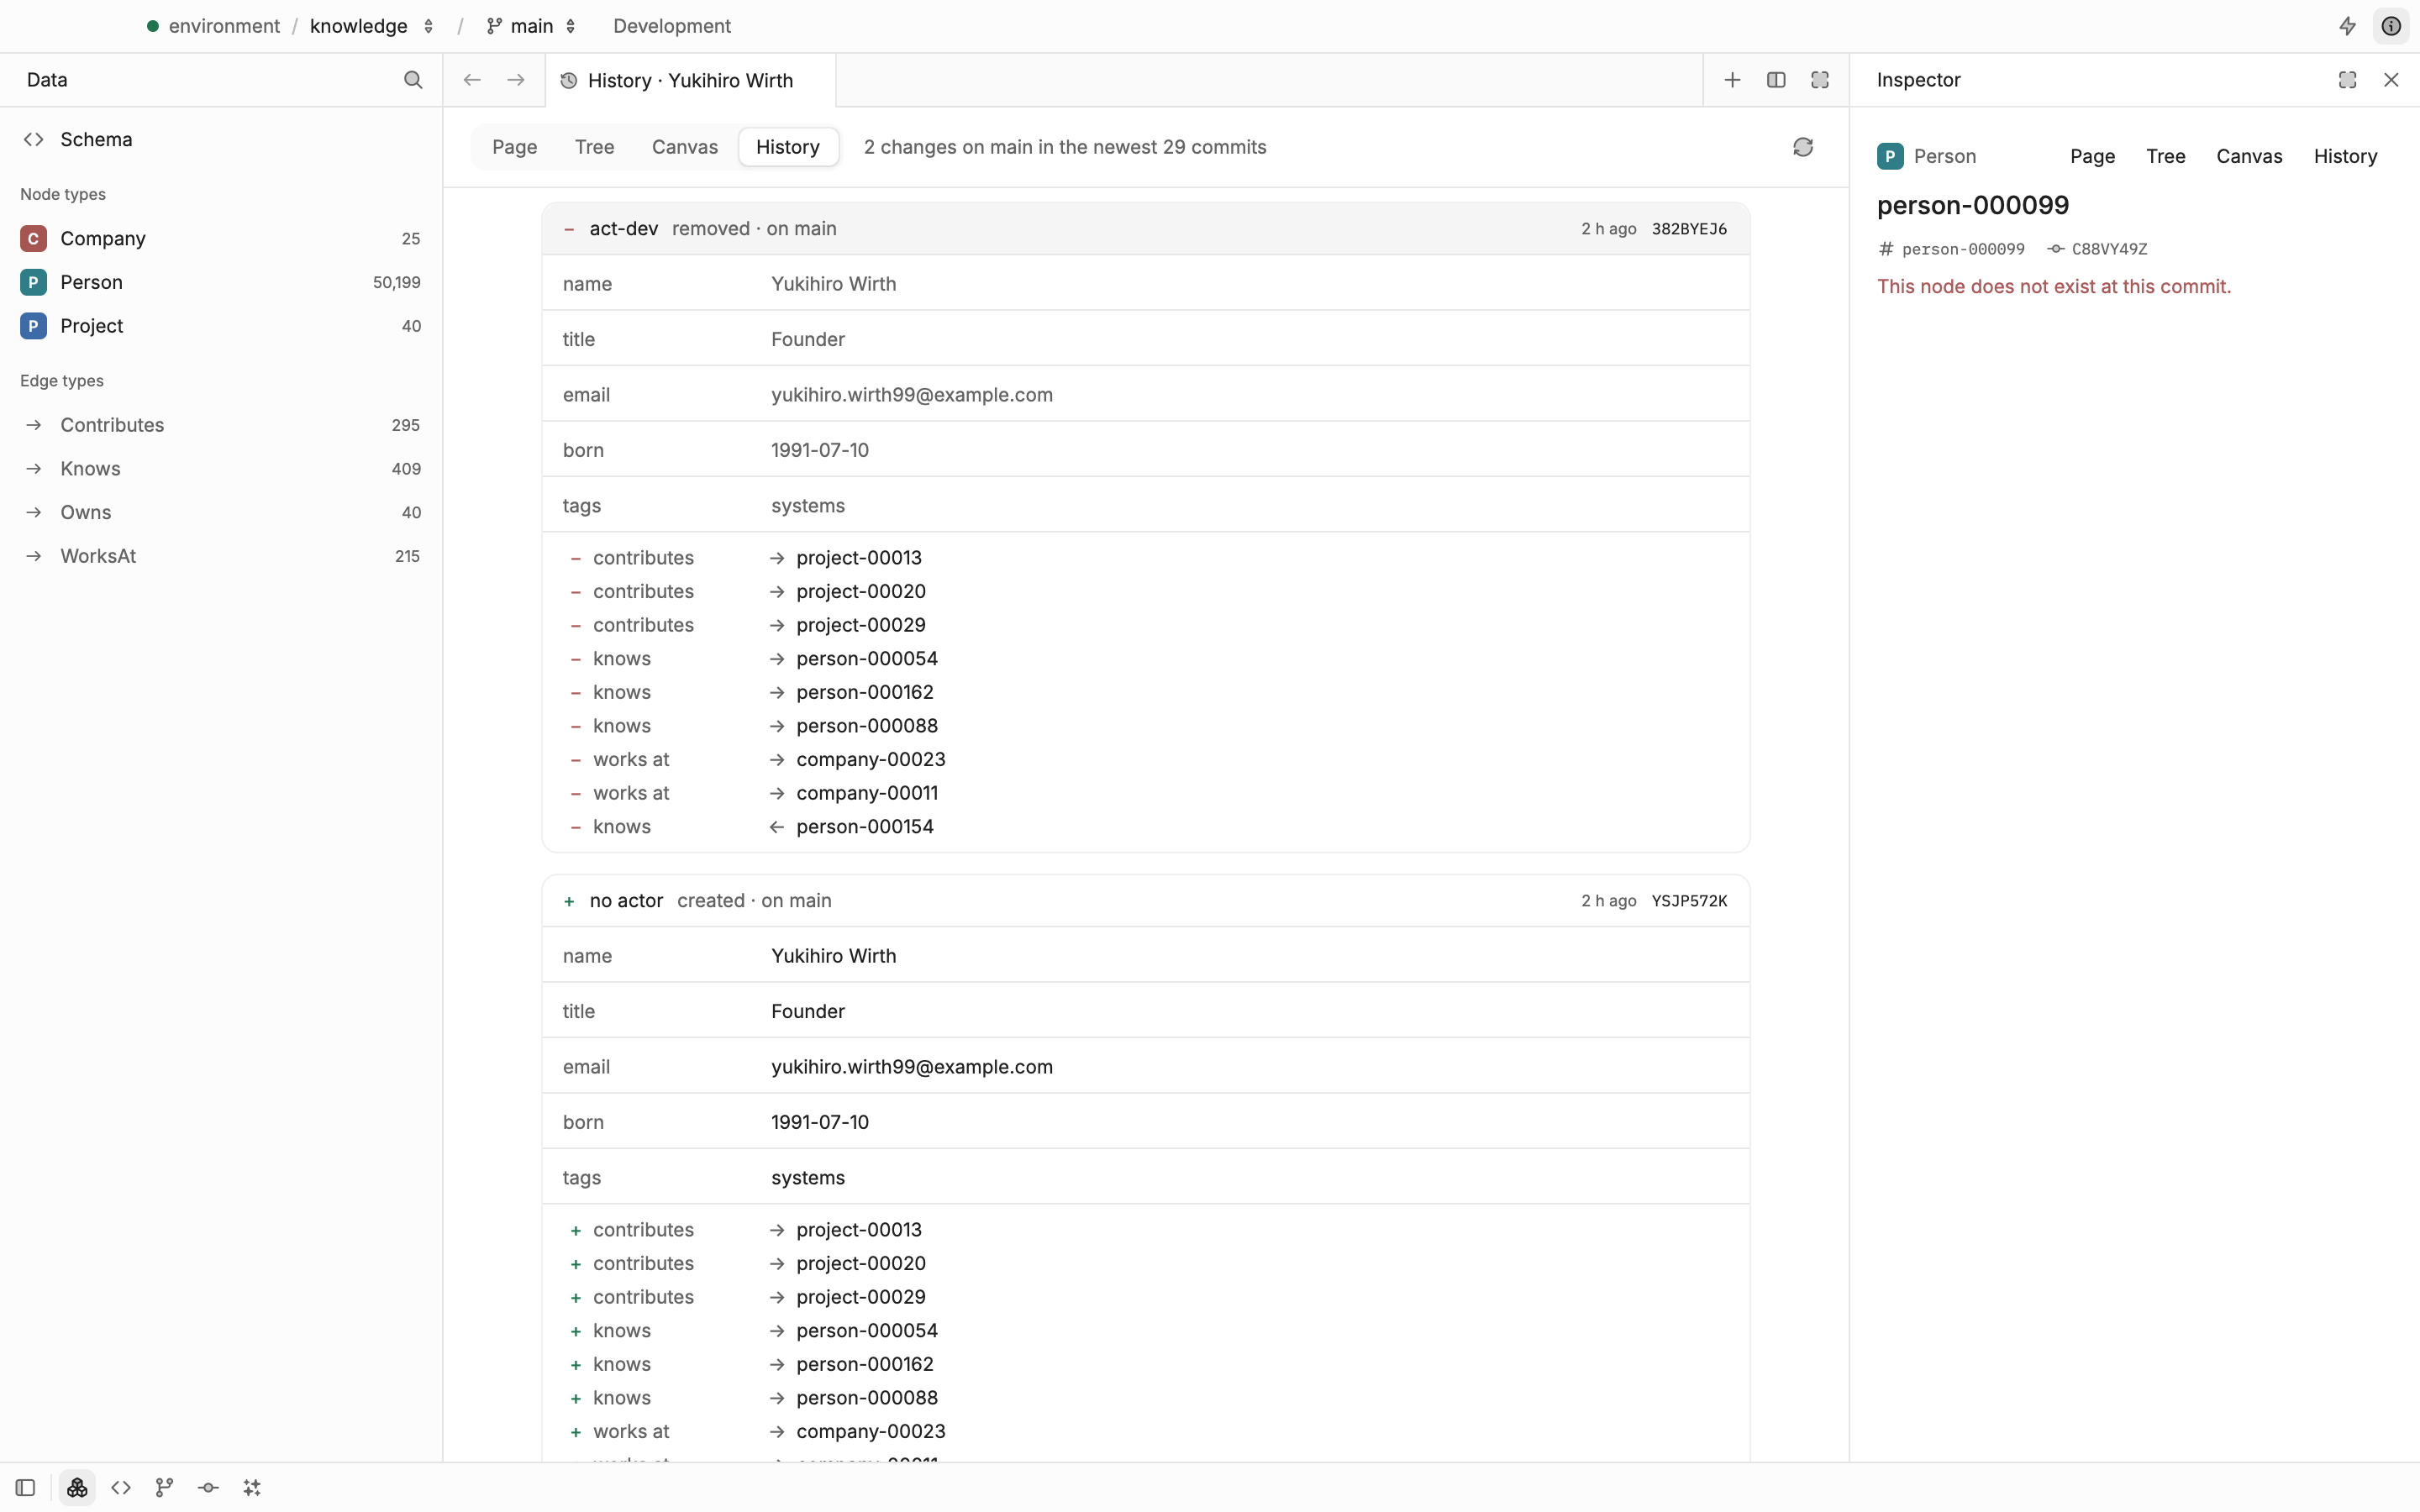 environment / knowledge / main Development
Data
Schema
Node types
C Company 25
P Person 50,199
P Project 40
Edge types
Contributes 295
Knows 409
Owns 40
WorksAt 215
History · Yukihiro Wirth
Page Tree Canvas History 2 changes on main in the newest 29 commits
− act-dev removed · on main 2 h ago 382BYEJ6
name Yukihiro Wirth
title Founder
email yukihiro.wirth99@example.com
born 1991-07-10
tags systems
− contributes → project-00013
− contributes → project-00020
− contributes → project-00029
− knows → person-000054
− knows → person-000162
− knows → person-000088
− works at → company-00023
− works at → company-00011
− knows ← person-000154
+ no actor created · on main 2 h ago YSJP572K
name Yukihiro Wirth
title Founder
email yukihiro.wirth99@example.com
born 1991-07-10
tags systems
+ contributes → project-00013
+ contributes → project-00020
+ contributes → project-00029
+ knows → person-000054
+ knows → person-000162
+ knows → person-000088
+ works at → company-00023
Inspector
P Person Page Tree Canvas History
person-000099
# person-000099 C88VY49Z
This node does not exist at this commit.